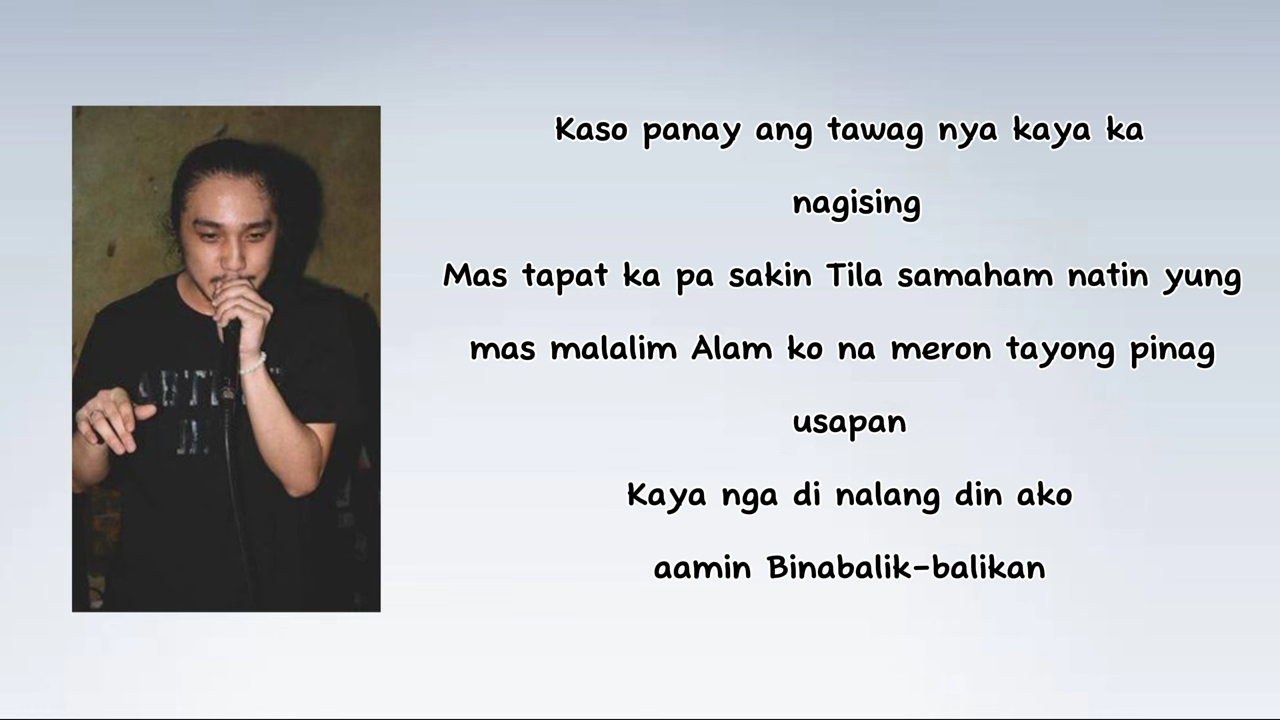 Kaso panay ang tawag nya kaya ka
nagising
Mas tapat ka pa sakin Tila samaham natin yung
mas malalim Alam ko na meron tayong pinag
usapan
Kaya nga di nalang din ako
aamin Binabalik-balikan